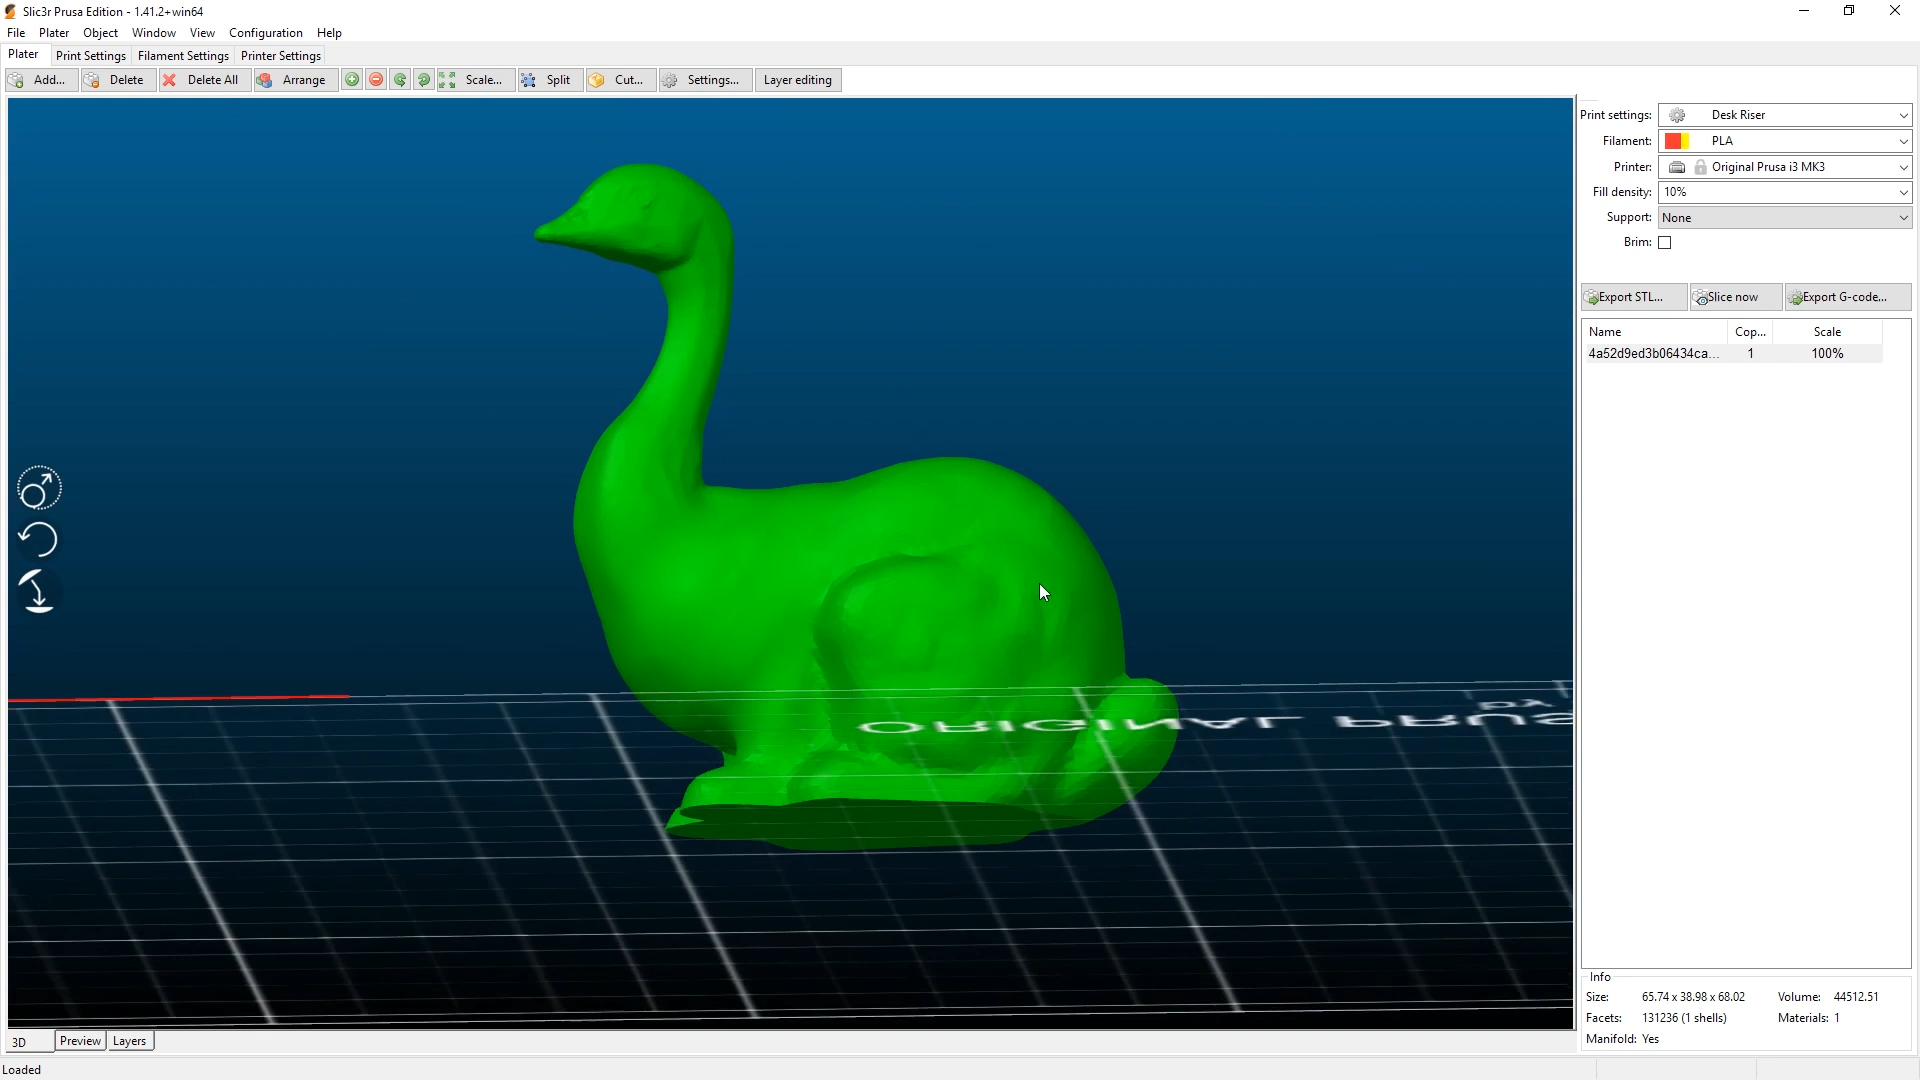 Slic3r Prusa Edition - 1.41.2+win64
File Plater Object Window View Configuration Help
Plater Print Settings Filament Settings Printer Settings
Add... Delete Delete All Arrange Scale... Split Cut... Settings... Layer editing
Print settings: Desk Riser
Filament: PLA
Printer: Original Prusa i3 MK3
Fill density: 10%
Support: None
Brim:
Export STL... Slice now Export G-code...
Name Cop... Scale
4a52d9ed3b06434ca... 1 100%
BY
ORIGINAL PRUS
Info
Size: 65.74 x 38.98 x 68.02 Volume: 44512.51
Facets: 131236 (1 shells) Materials: 1
Manifold: Yes
3D Preview Layers
Loaded